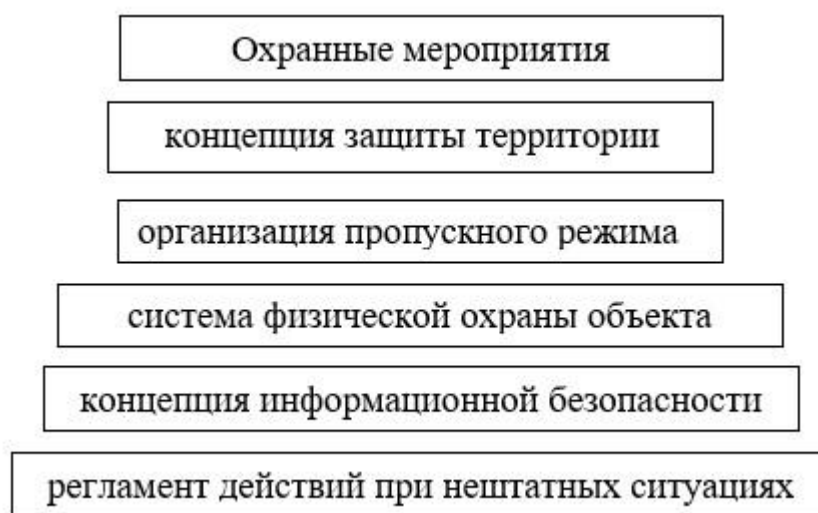 Охранные мероприятия
концепция защиты территории
организация пропускного режима
система физической охраны объекта
концепция информационной безопасности
регламент действий при нештатных ситуациях